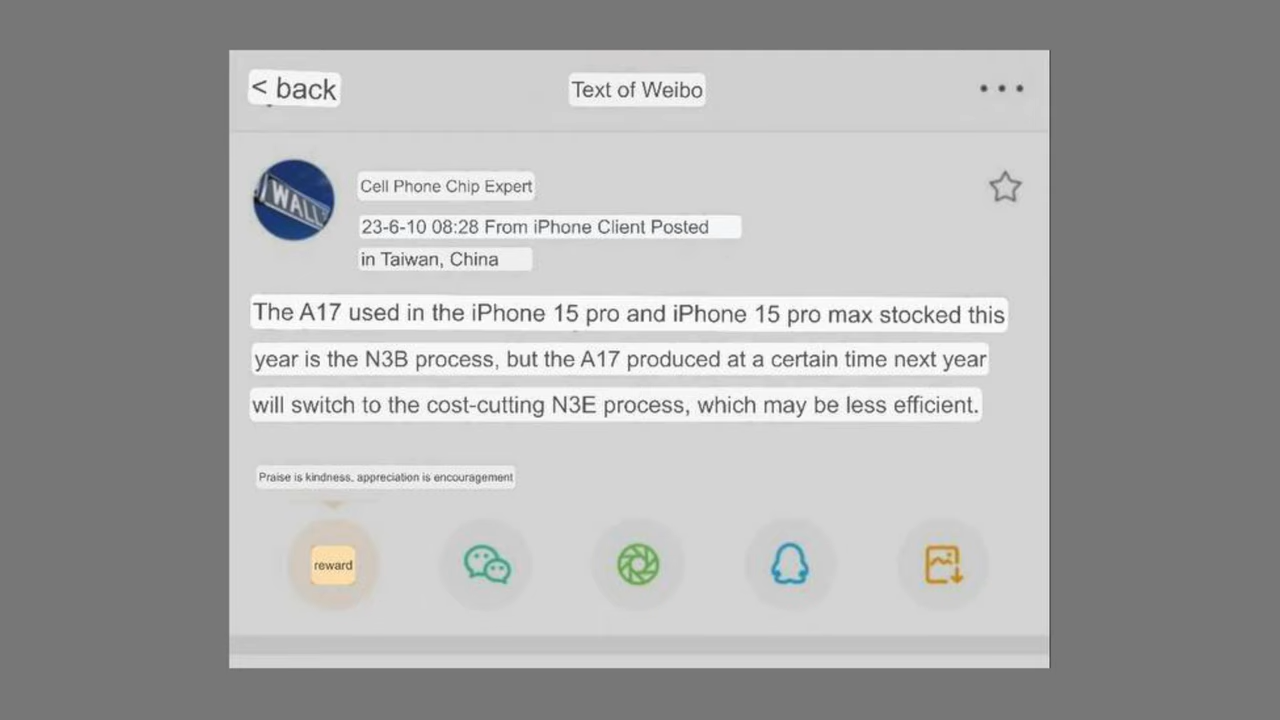 < back
Text of Weibo
WALL
Cell Phone Chip Expert
23-6-10 08:28 From iPhone Client Posted
in Taiwan, China
The A17 used in the iPhone 15 pro and iPhone 15 pro max stocked this
year is the N3B process, but the A17 produced at a certain time next year
will switch to the cost-cutting N3E process, which may be less efficient.
Praise is kindness, appreciation is encouragement
reward